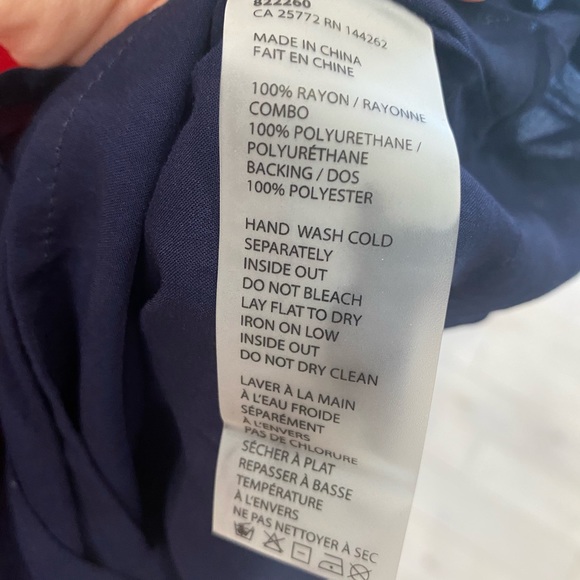 822260
CA 25772 RN 144262
MADE IN CHINA
FAIT EN CHINE
100% RAYON / RAYONNE
COMBO
100% POLYURETHANE /
POLYURÉTHANE
BACKING / DOS
100% POLYESTER
HAND WASH COLD
SEPARATELY
INSIDE OUT
DO NOT BLEACH
LAY FLAT TO DRY
IRON ON LOW
INSIDE OUT
DO NOT DRY CLEAN
LAVER À LA MAIN
À L'EAU FROIDE
SÉPARÉMENT
À L'ENVERS
PAS DE CHLORURE
SÉCHER À PLAT
REPASSER À BASSE
TEMPÉRATURE
À L'ENVERS
NE PAS NETTOYER À SEC